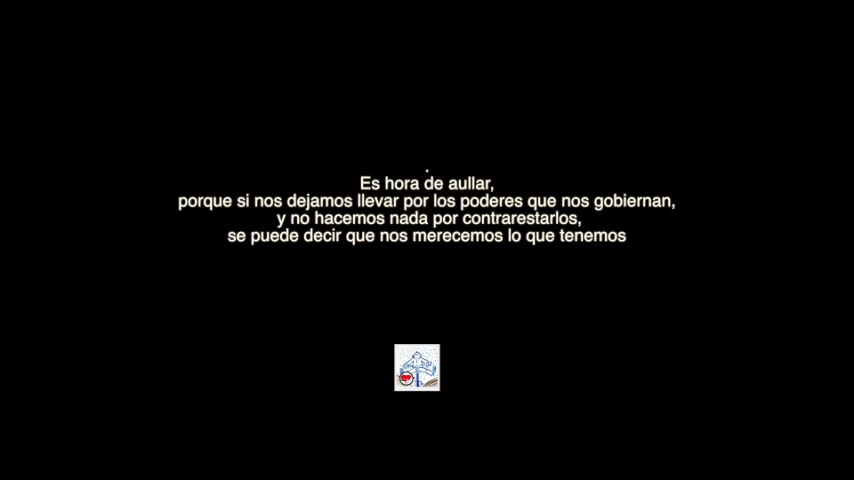 Es hora de aullar,
porque si nos dejamos llevar por los poderes que nos gobiernan,
y no hacemos nada por contrarestarlos,
se puede decir que nos merecemos lo que tenemos